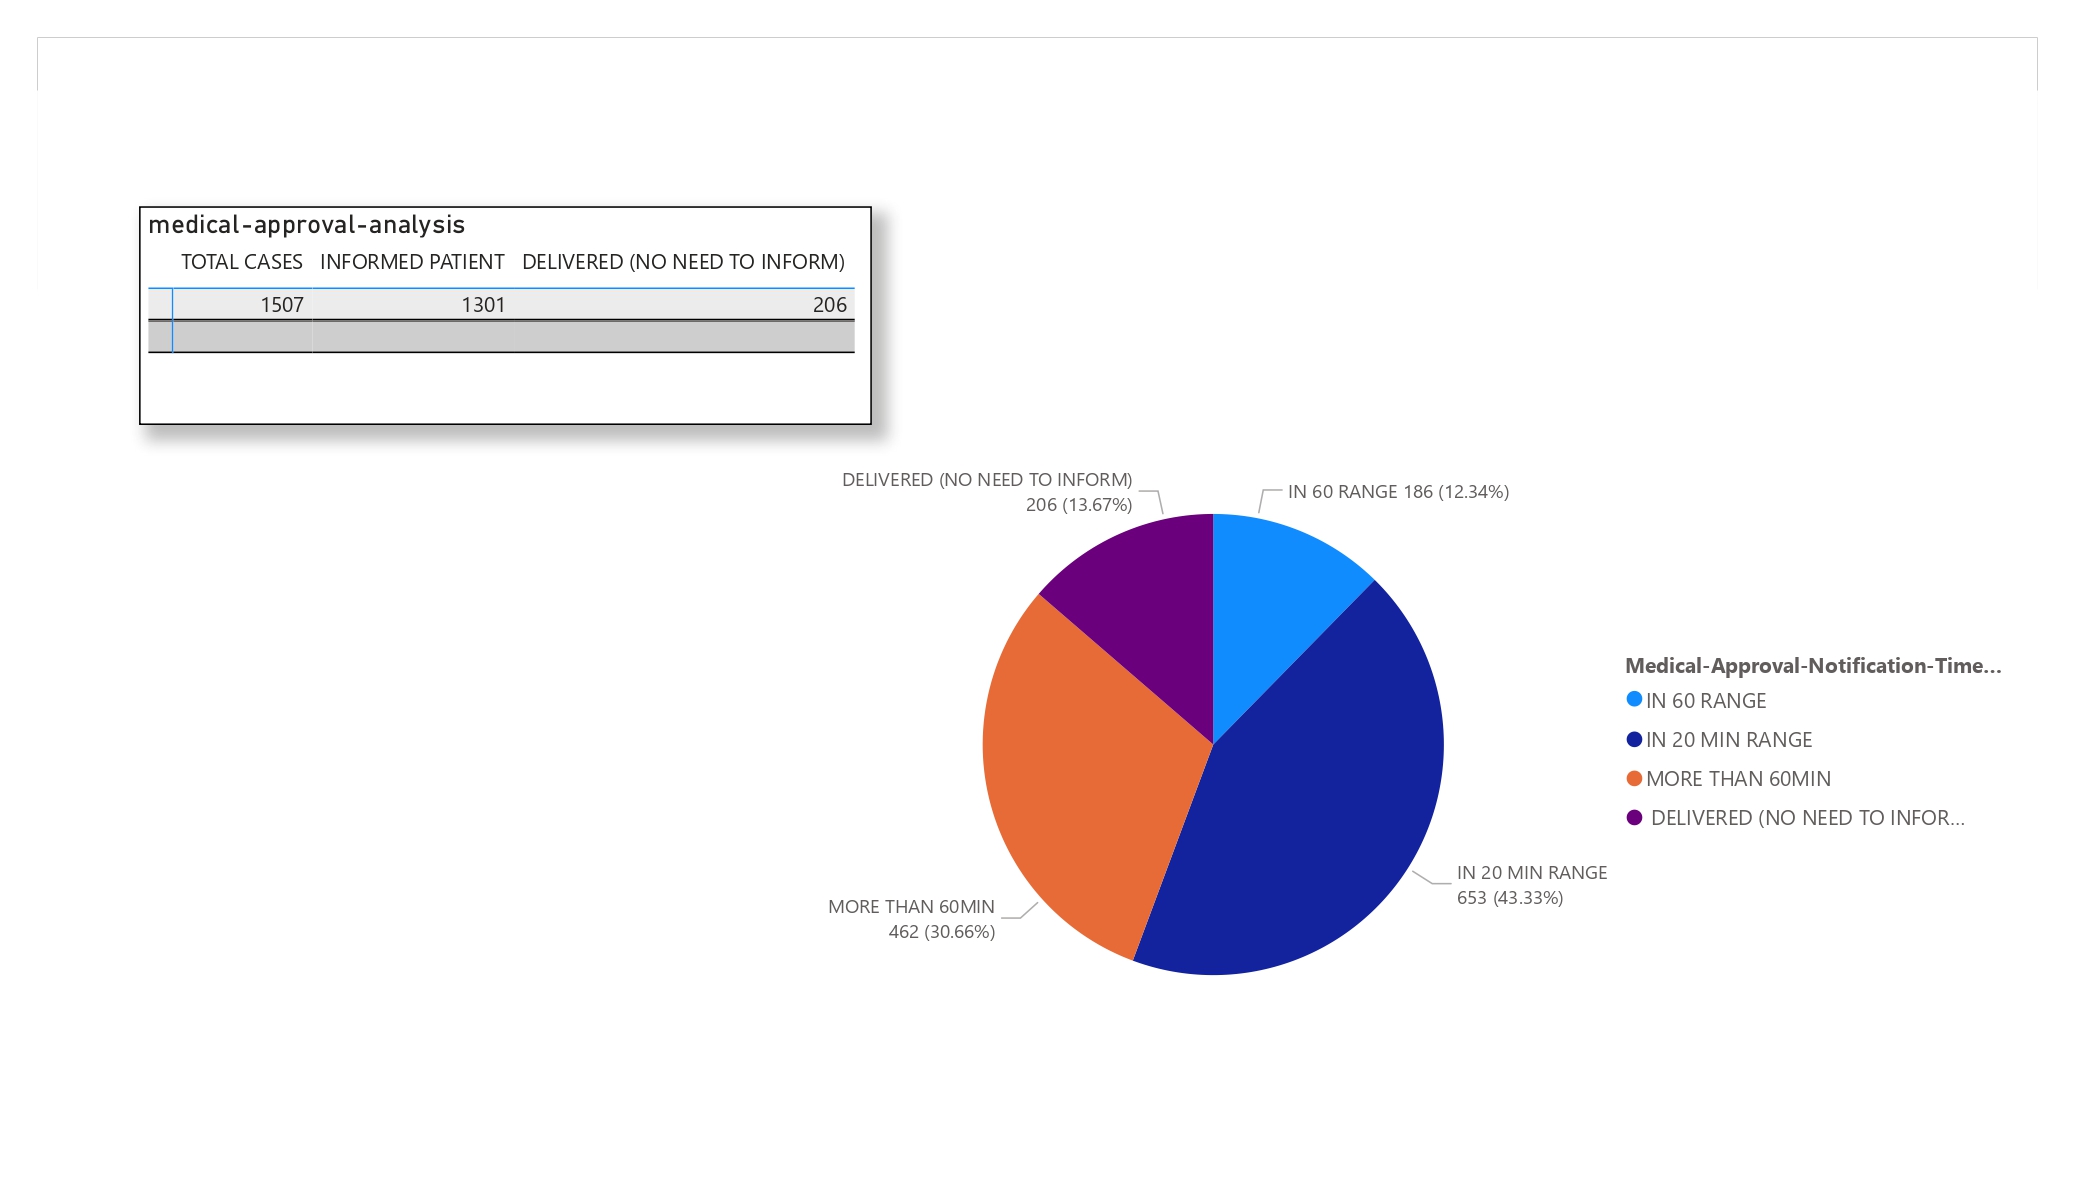 medical-approval-analysis
TOTAL CASES INFORMED PATIENT DELIVERED (NO NEED TO INFORM)
1507 1301 206
DELIVERED (NO NEED TO INFORM)
206 (13.67%)
IN 60 RANGE 186 (12.34%)
MORE THAN 60MIN
462 (30.66%)
IN 20 MIN RANGE
653 (43.33%)
Medical-Approval-Notification-Time...
IN 60 RANGE
IN 20 MIN RANGE
MORE THAN 60MIN
DELIVERED (NO NEED TO INFOR...